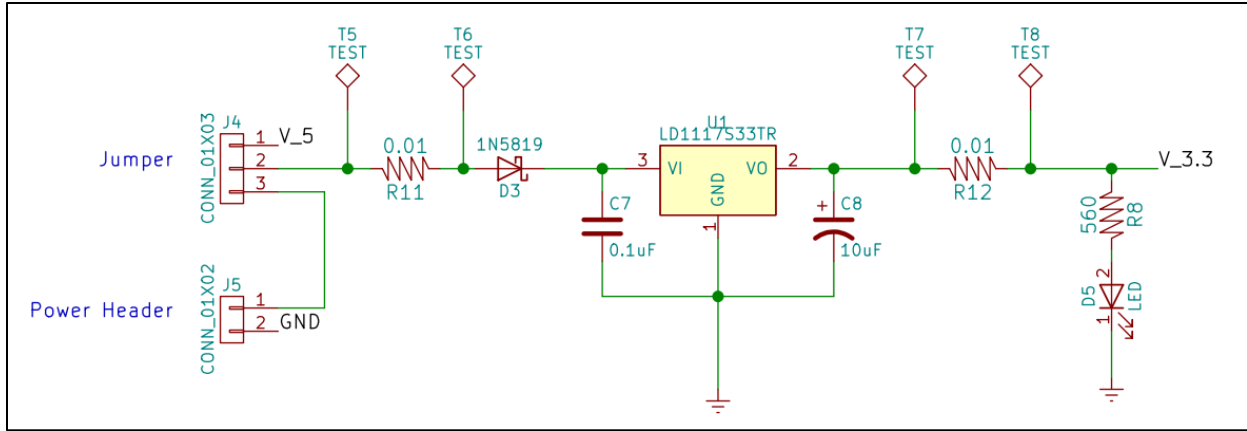 T5
TEST
T6
TEST
T7
TEST
T8
TEST
J4
CONN_01X03
Jumper
1
V_5
2
3
0.01
R11
1N5819
D3
U1
LD1117S33TR
3
VI
VO
2
GND
1
C7
0.1uF
+
C8
10uF
0.01
R12
V_3.3
560
R8
2
D5
LED
1
J5
CONN_01X02
Power Header
1
2
GND